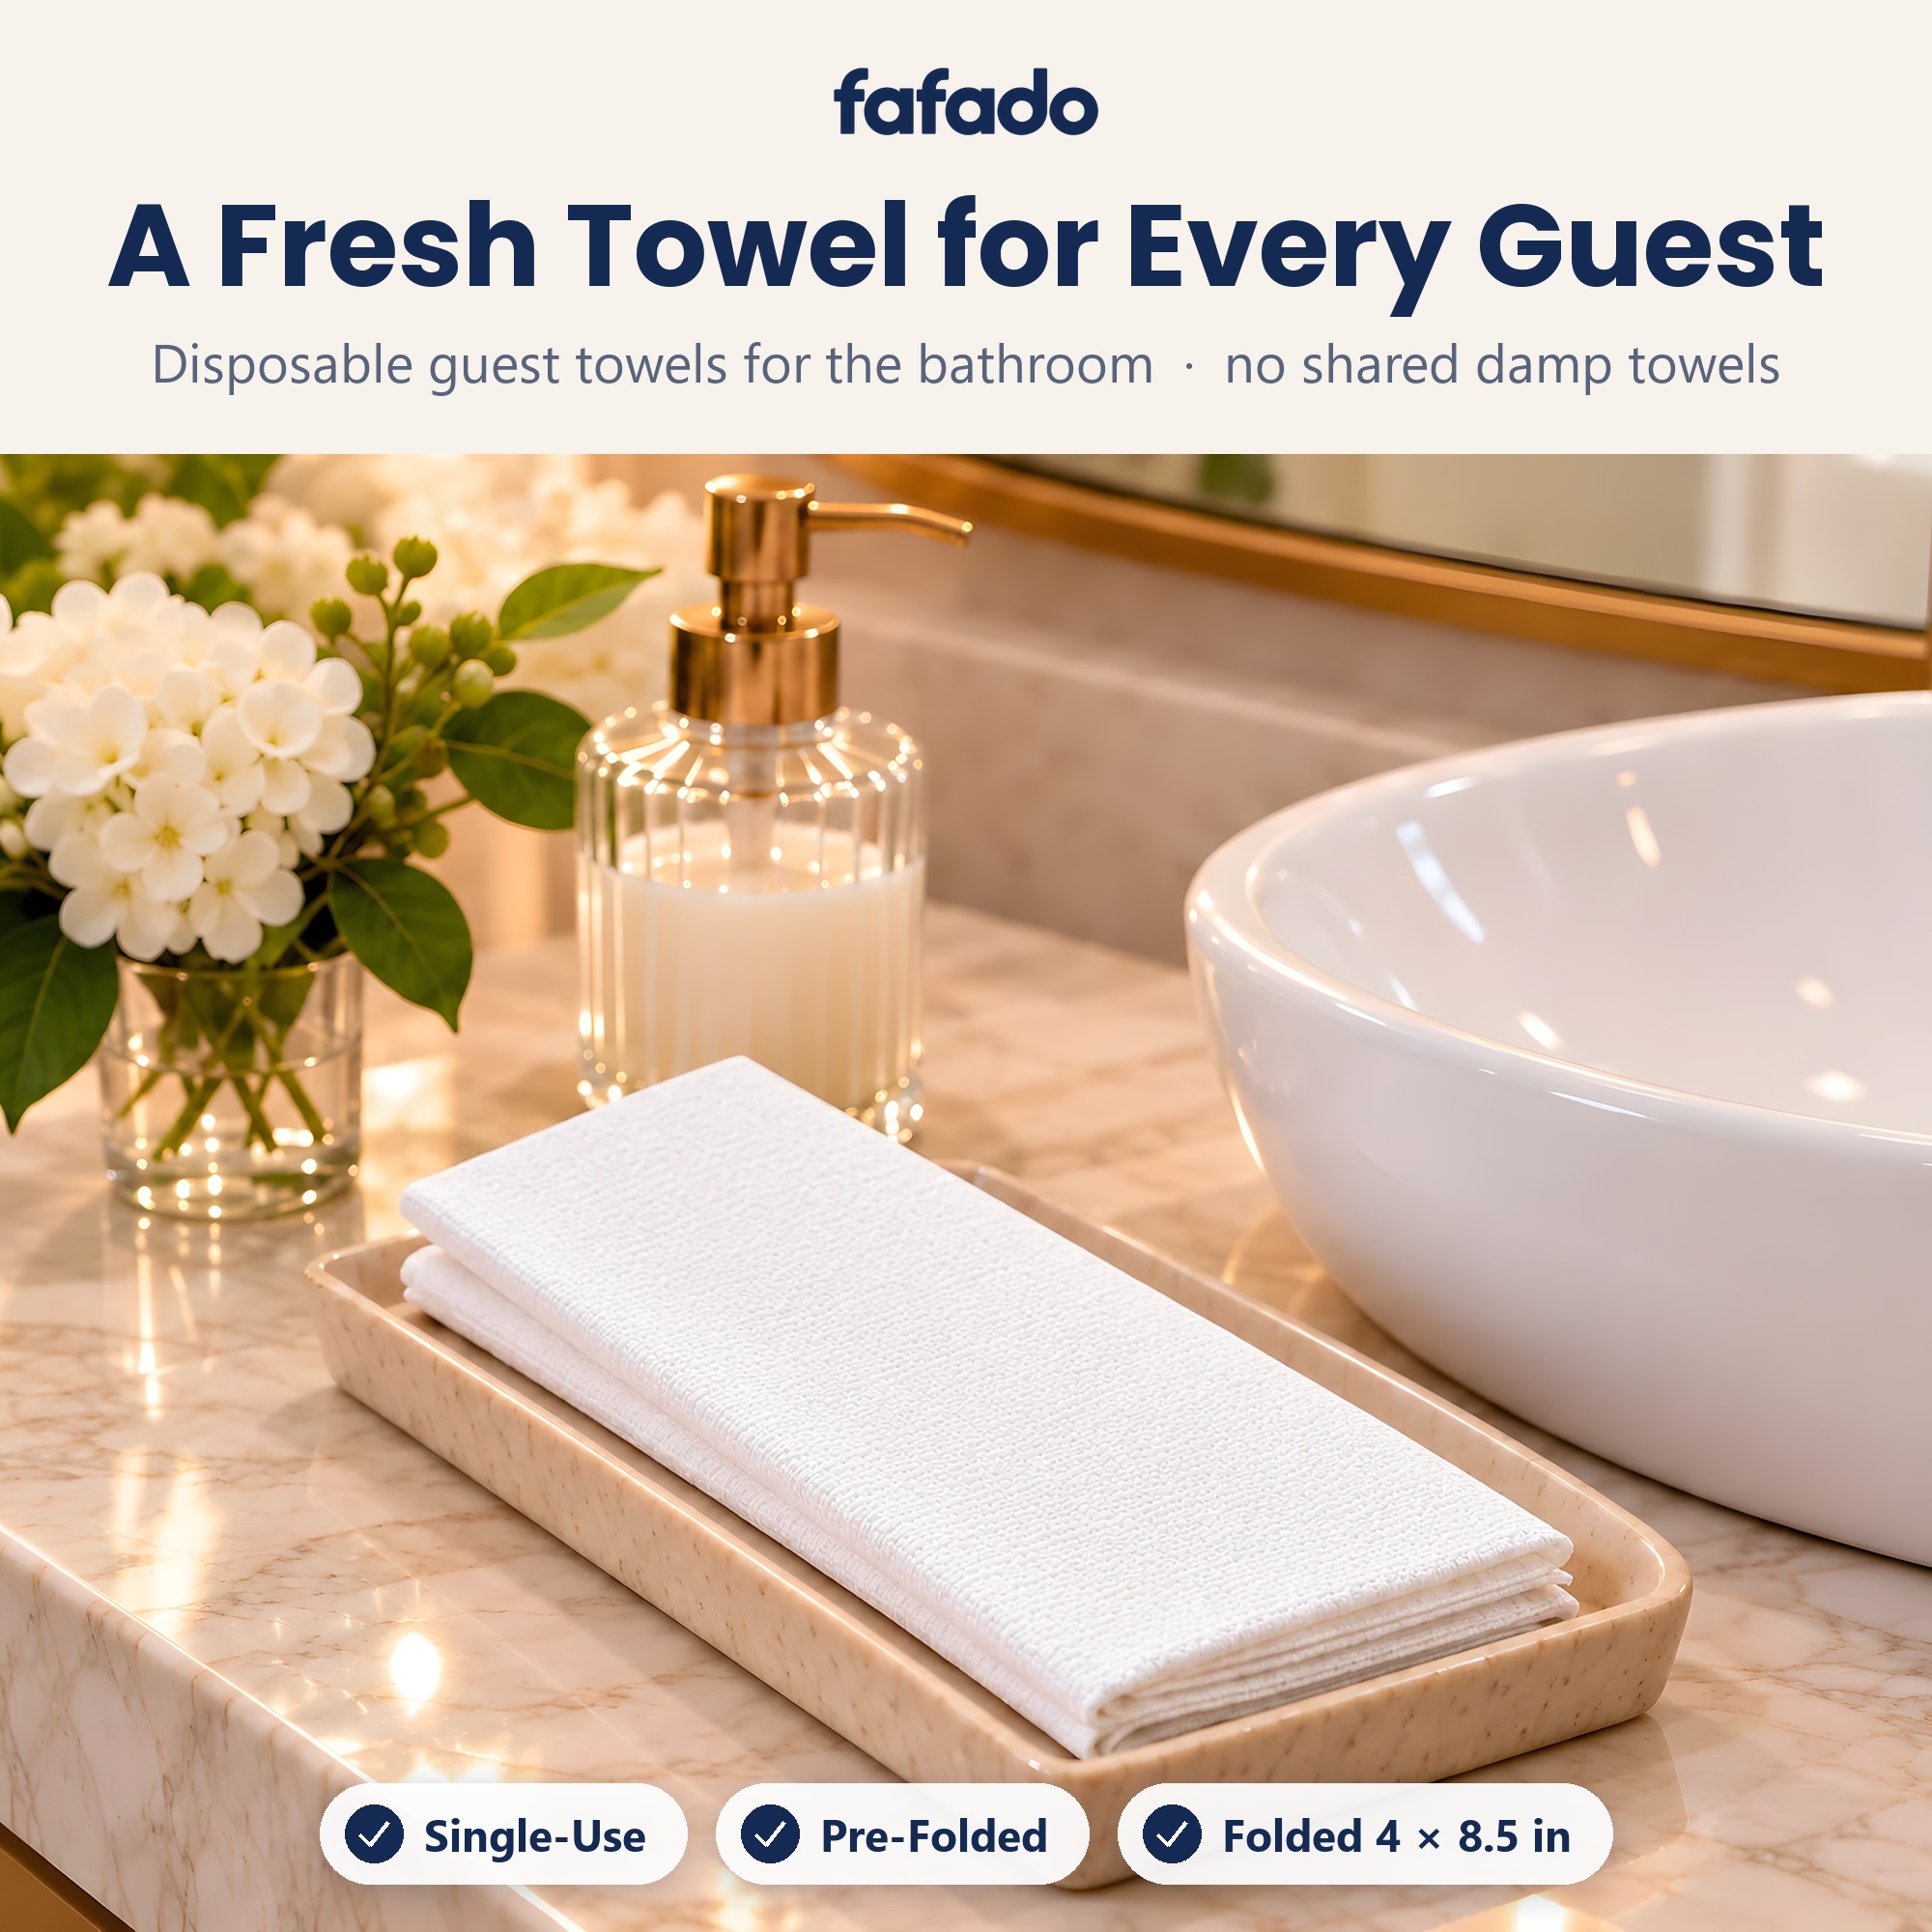 fafado
A Fresh Towel for Every Guest
Disposable guest towels for the bathroom · no shared damp towels
Single-Use
Pre-Folded
Folded 4 × 8.5 in